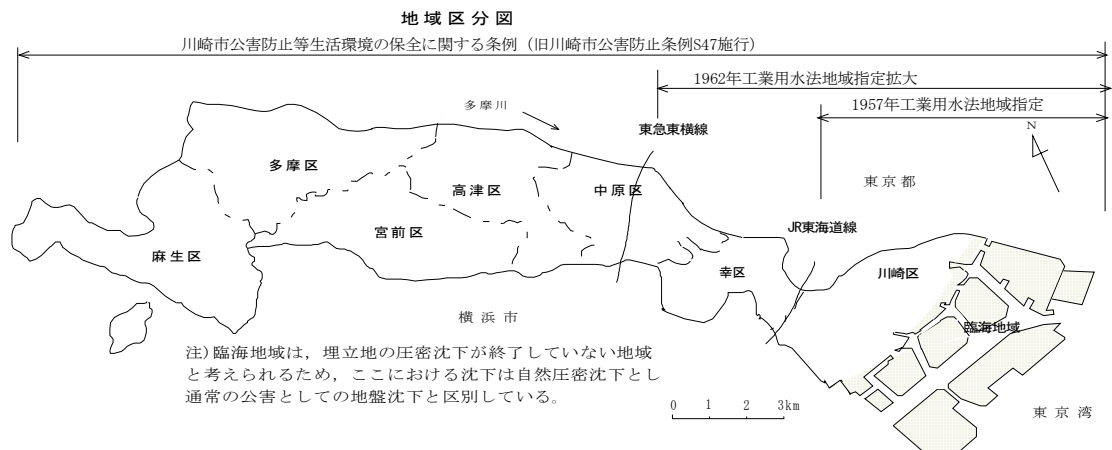 地域区分図
川崎市公害防止等生活環境の保全に関する条例（旧川崎市公害防止条例S47施行）
1962年工業用水法地域指定拡大
1957年工業用水法地域指定
多摩川
東急東横線
N
多摩区
高津区
中原区
東京都
宮前区
麻生区
JR東海道線
幸区
川崎区
横浜市
臨海地域
注）臨海地域は，埋立地の圧密沈下が終了していない地域
と考えられるため，ここにおける沈下は自然圧密沈下とし
通常の公害としての地盤沈下と区別している。
0 1 2 3km
東京湾